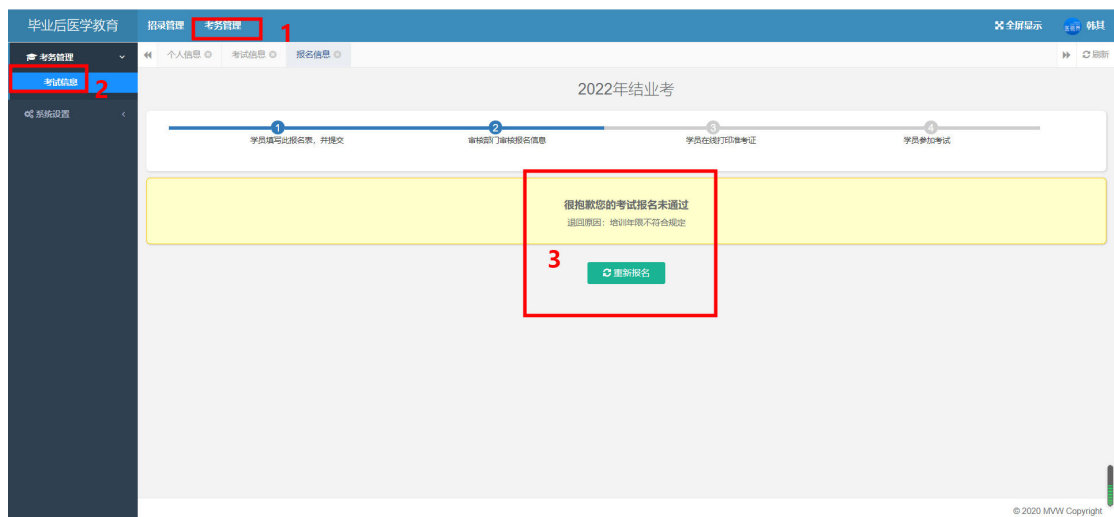 毕业后医学教育 招录管理 考务管理 1 全屏显示 韩其
考务管理 个人信息 考试信息 报名信息 刷新
考试信息 2
系统设置
2022年结业考
1 2 3 4
学员填写此报名表，并提交 审核部门审核报名信息 学员在线打印准考证 学员参加考试
很抱歉您的考试报名未通过
退回原因：培训年限不符合规定
3
重新报名
© 2020 MVW Copyright